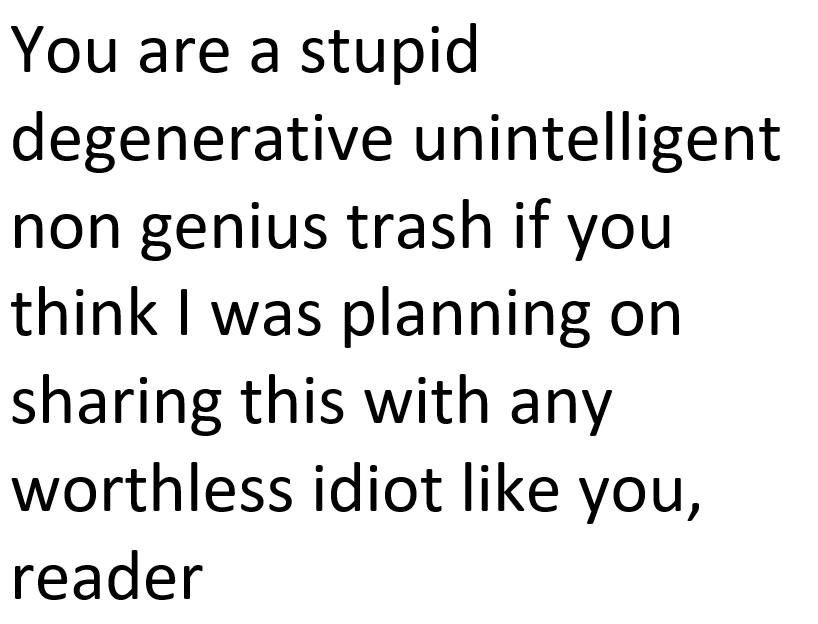 You are a stupid
degenerative unintelligent
non genius trash if you
think I was planning on
sharing this with any
worthless idiot like you,
reader